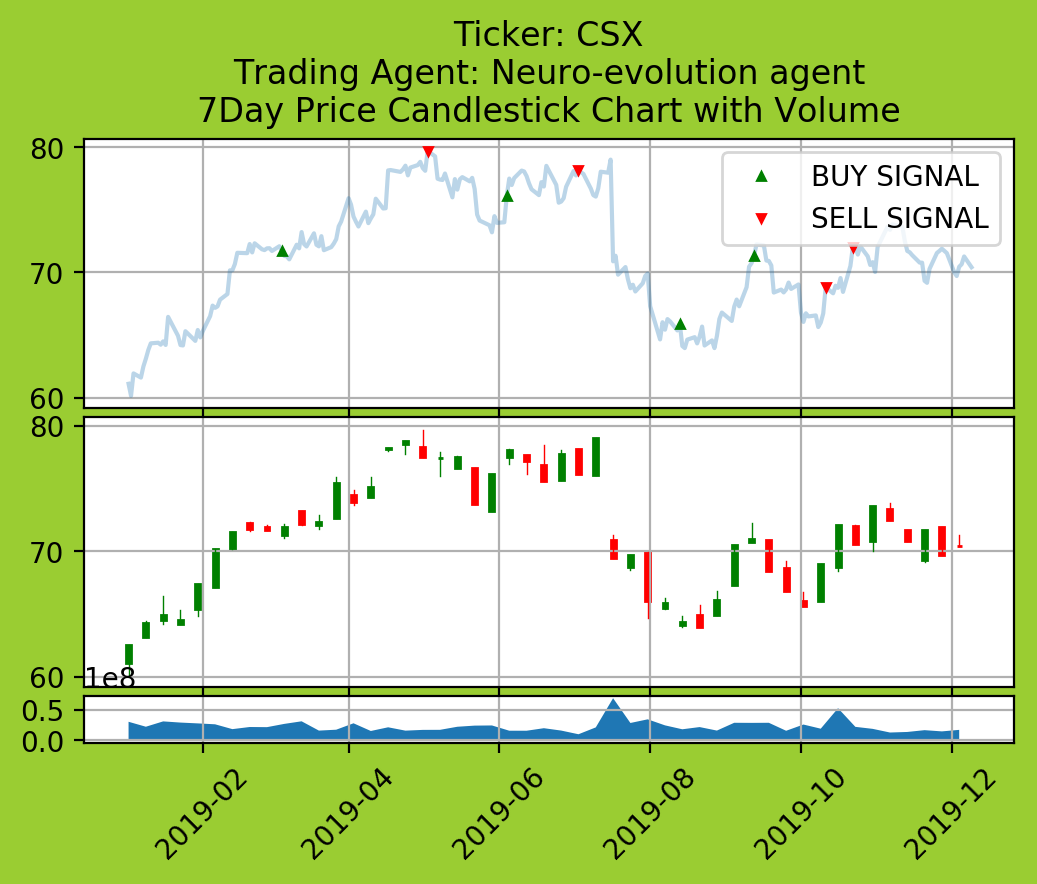 Ticker: CSX
Trading Agent: Neuro-evolution agent
7Day Price Candlestick Chart with Volume
80
70
60
BUY SIGNAL
SELL SIGNAL
80
70
60
1e8
0.5
0.0
2019-02
2019-04
2019-06
2019-08
2019-10
2019-12